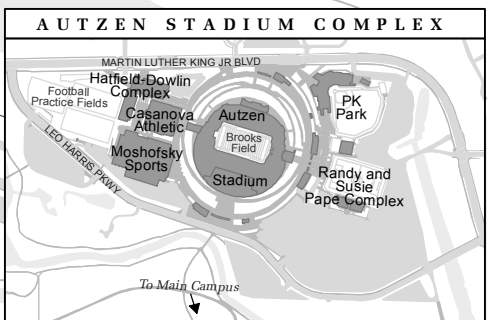 AUTZEN STADIUM COMPLEX
MARTIN LUTHER KING JR BLVD
Hatfield-Dowlin
Complex
Football
Practice Fields
Casanova
Athletic
Moshofsky
Sports
LEO HARRIS PKWY
Autzen
Brooks
Field
Stadium
PK
Park
Randy and
Susie
Pape Complex
To Main Campus